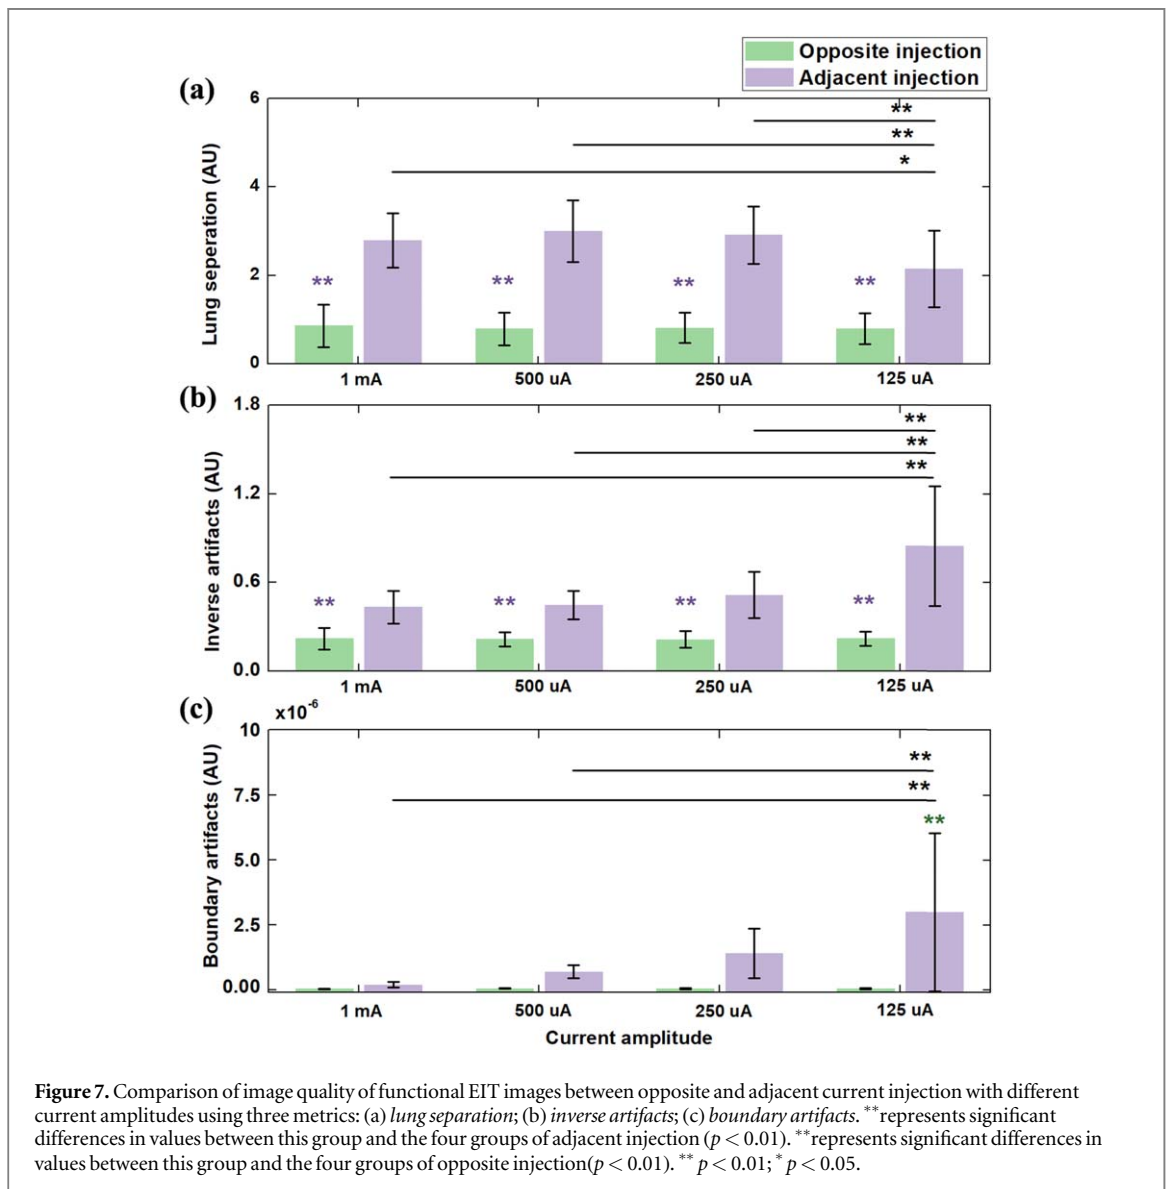 Opposite injection
Adjacent injection
(a)
6
4
2
0
Lung seperation (AU)
**
**
*
** ** ** **
1 mA 500 uA 250 uA 125 uA
(b)
1.8
1.2
0.6
0.0
Inverse artifacts (AU)
**
**
**
** ** ** **
1 mA 500 uA 250 uA 125 uA
(c)
x10-6
10
7.5
5.0
2.5
0.00
Boundary artifacts (AU)
**
**
**
1 mA 500 uA 250 uA 125 uA
Current amplitude
Figure 7. Comparison of image quality of functional EIT images between opposite and adjacent current injection with different
current amplitudes using three metrics: (a) lung separation; (b) inverse artifacts; (c) boundary artifacts. **represents significant
differences in values between this group and the four groups of adjacent injection (p < 0.01). **represents significant differences in
values between this group and the four groups of opposite injection(p < 0.01). ** p < 0.01; * p < 0.05.